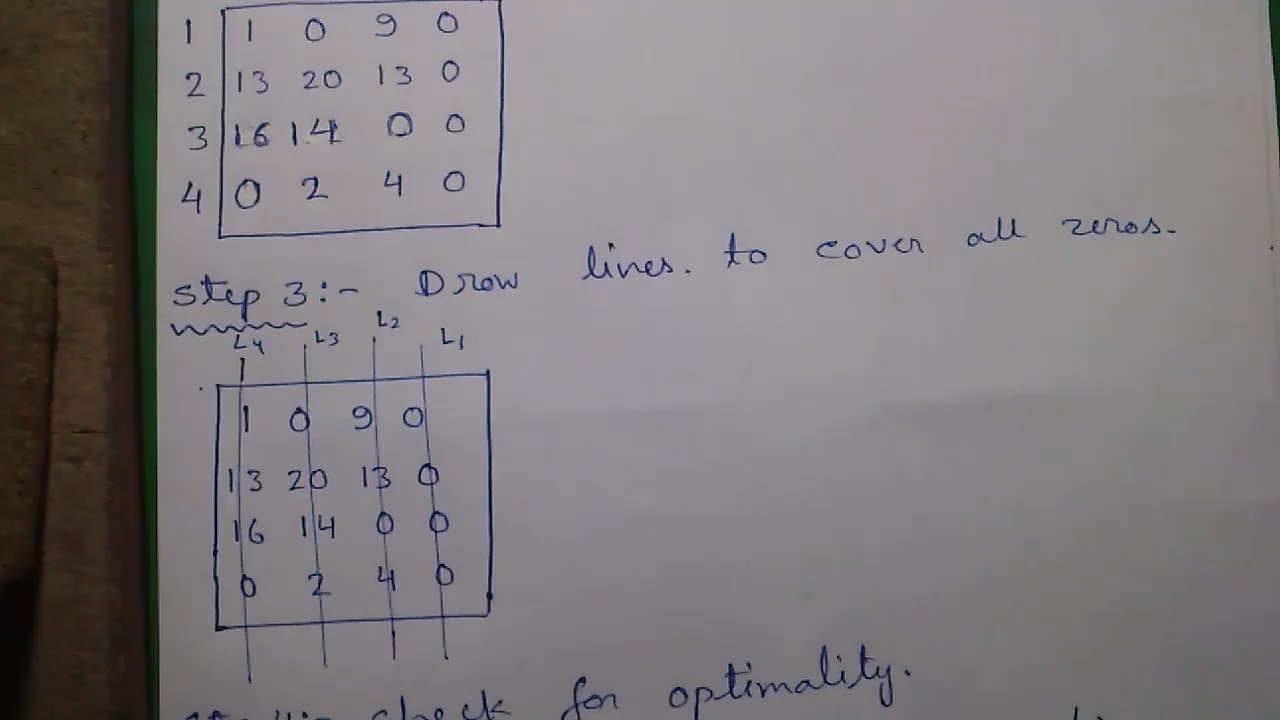 1 1 0 9 0
2 13 20 13 0
3 16 14 0 0
4 0 2 4 0
step 3:- Drow lines. to cover all zeros.
L4 L3 L2 L1
1 0 9 0
13 20 13 0
16 14 0 0
0 2 4 0
check for optimality.